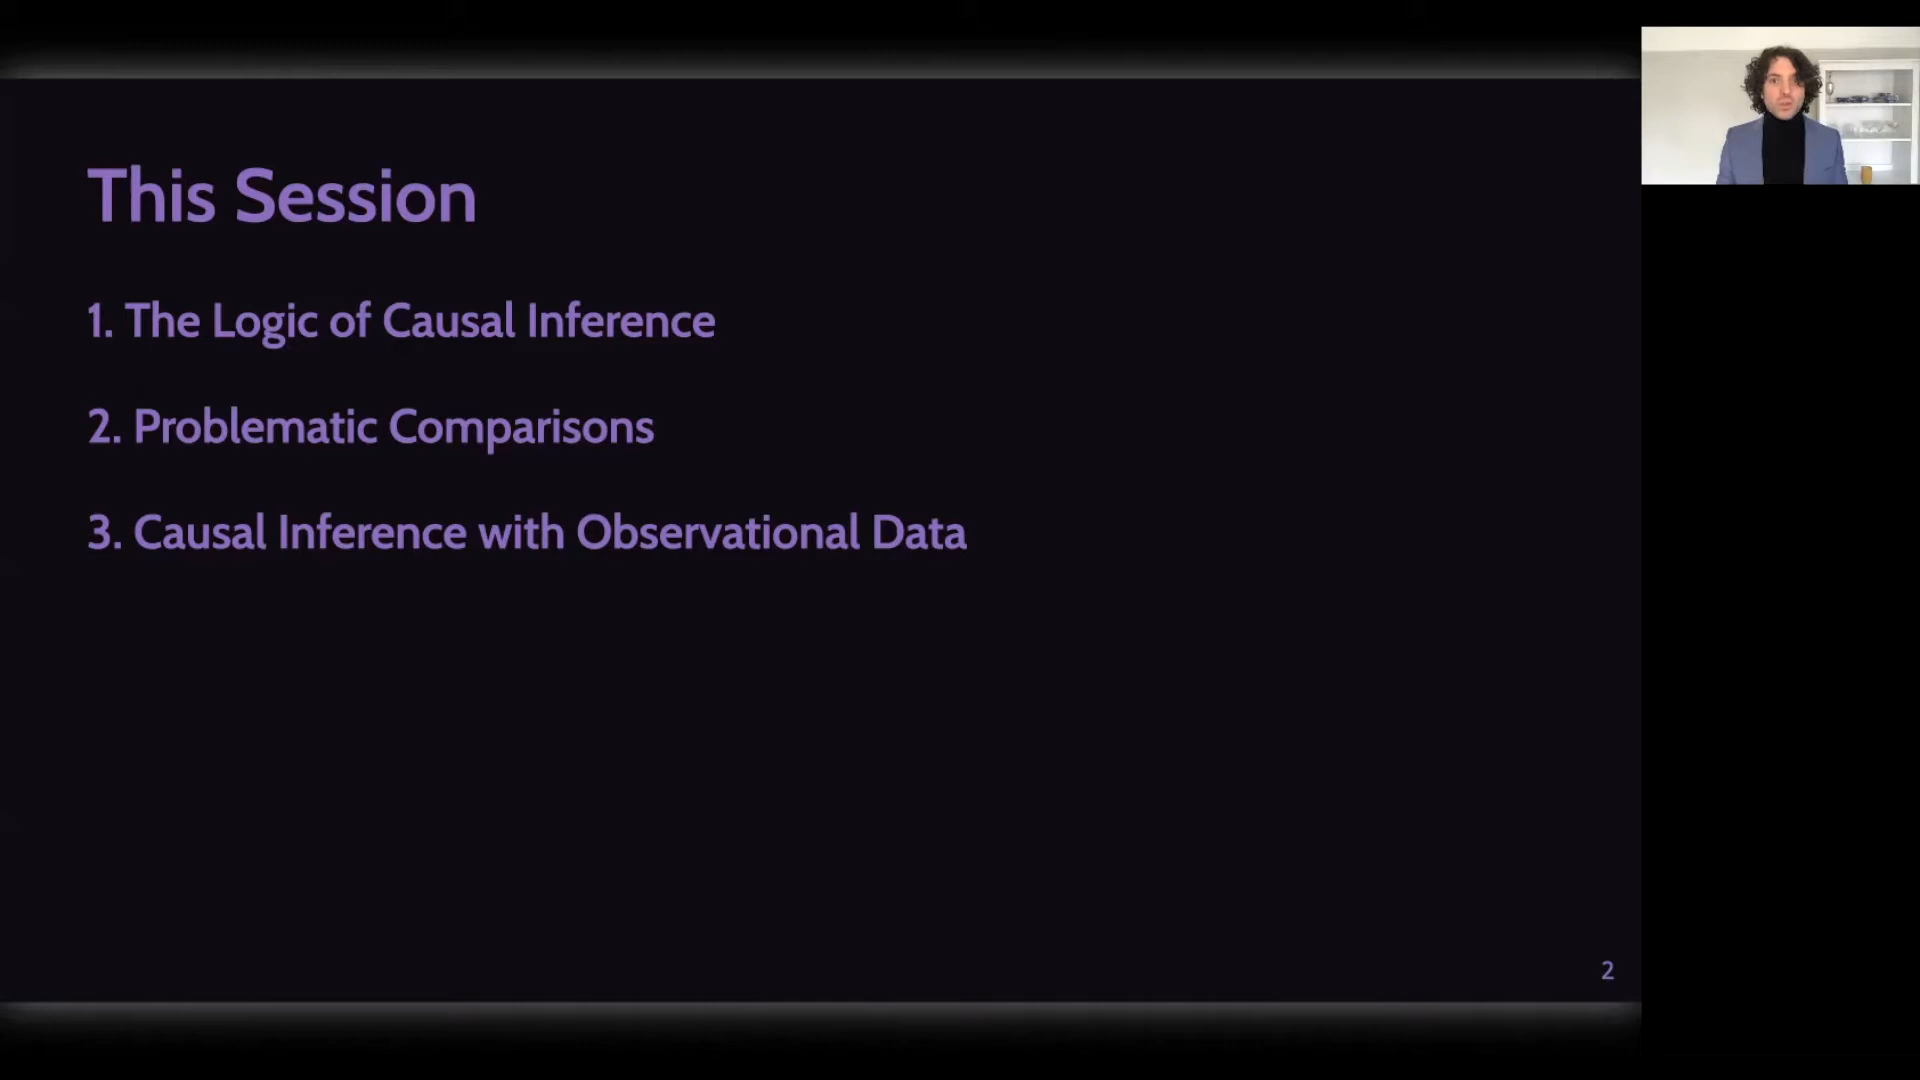 This Session
1. The Logic of Causal Inference
2. Problematic Comparisons
3. Causal Inference with Observational Data
2